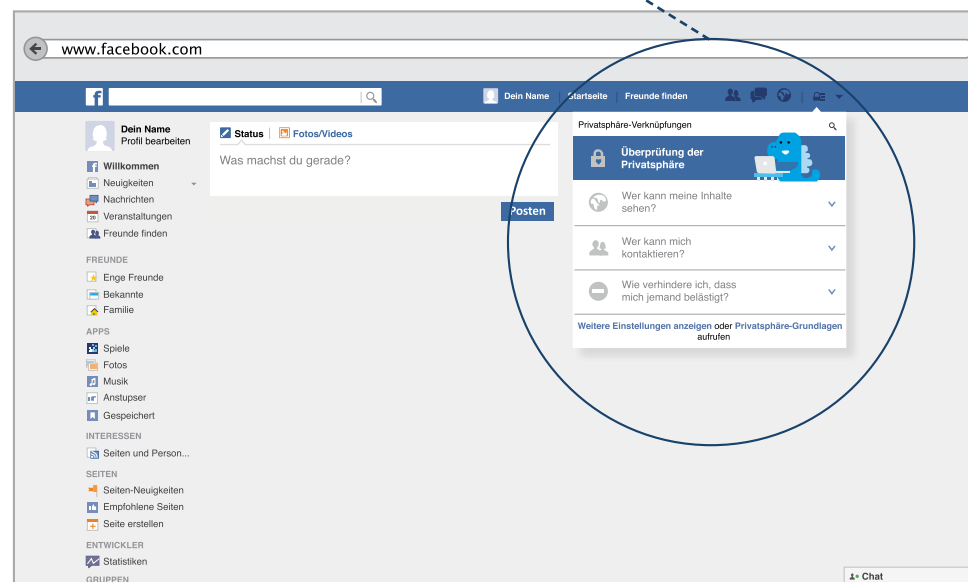 www.facebook.com
f
Dein Name | Startseite | Freunde finden
Dein Name
Profil bearbeiten
Willkommen
Neuigkeiten
Nachrichten
20 Veranstaltungen
Freunde finden
FREUNDE
Enge Freunde
Bekannte
Familie
APPS
Spiele
Fotos
Musik
Anstupser
Gespeichert
INTERESSEN
Seiten und Person...
SEITEN
Seiten-Neuigkeiten
Empfohlene Seiten
Seite erstellen
ENTWICKLER
Statistiken
GRUPPEN
Status | Fotos/Videos
Was machst du gerade?
Posten
Privatsphäre-Verknüpfungen
Überprüfung der
Privatsphäre
Wer kann meine Inhalte
sehen?
Wer kann mich
kontaktieren?
Wie verhindere ich, dass
mich jemand belästigt?
Weitere Einstellungen anzeigen oder Privatsphäre-Grundlagen
aufrufen
Chat